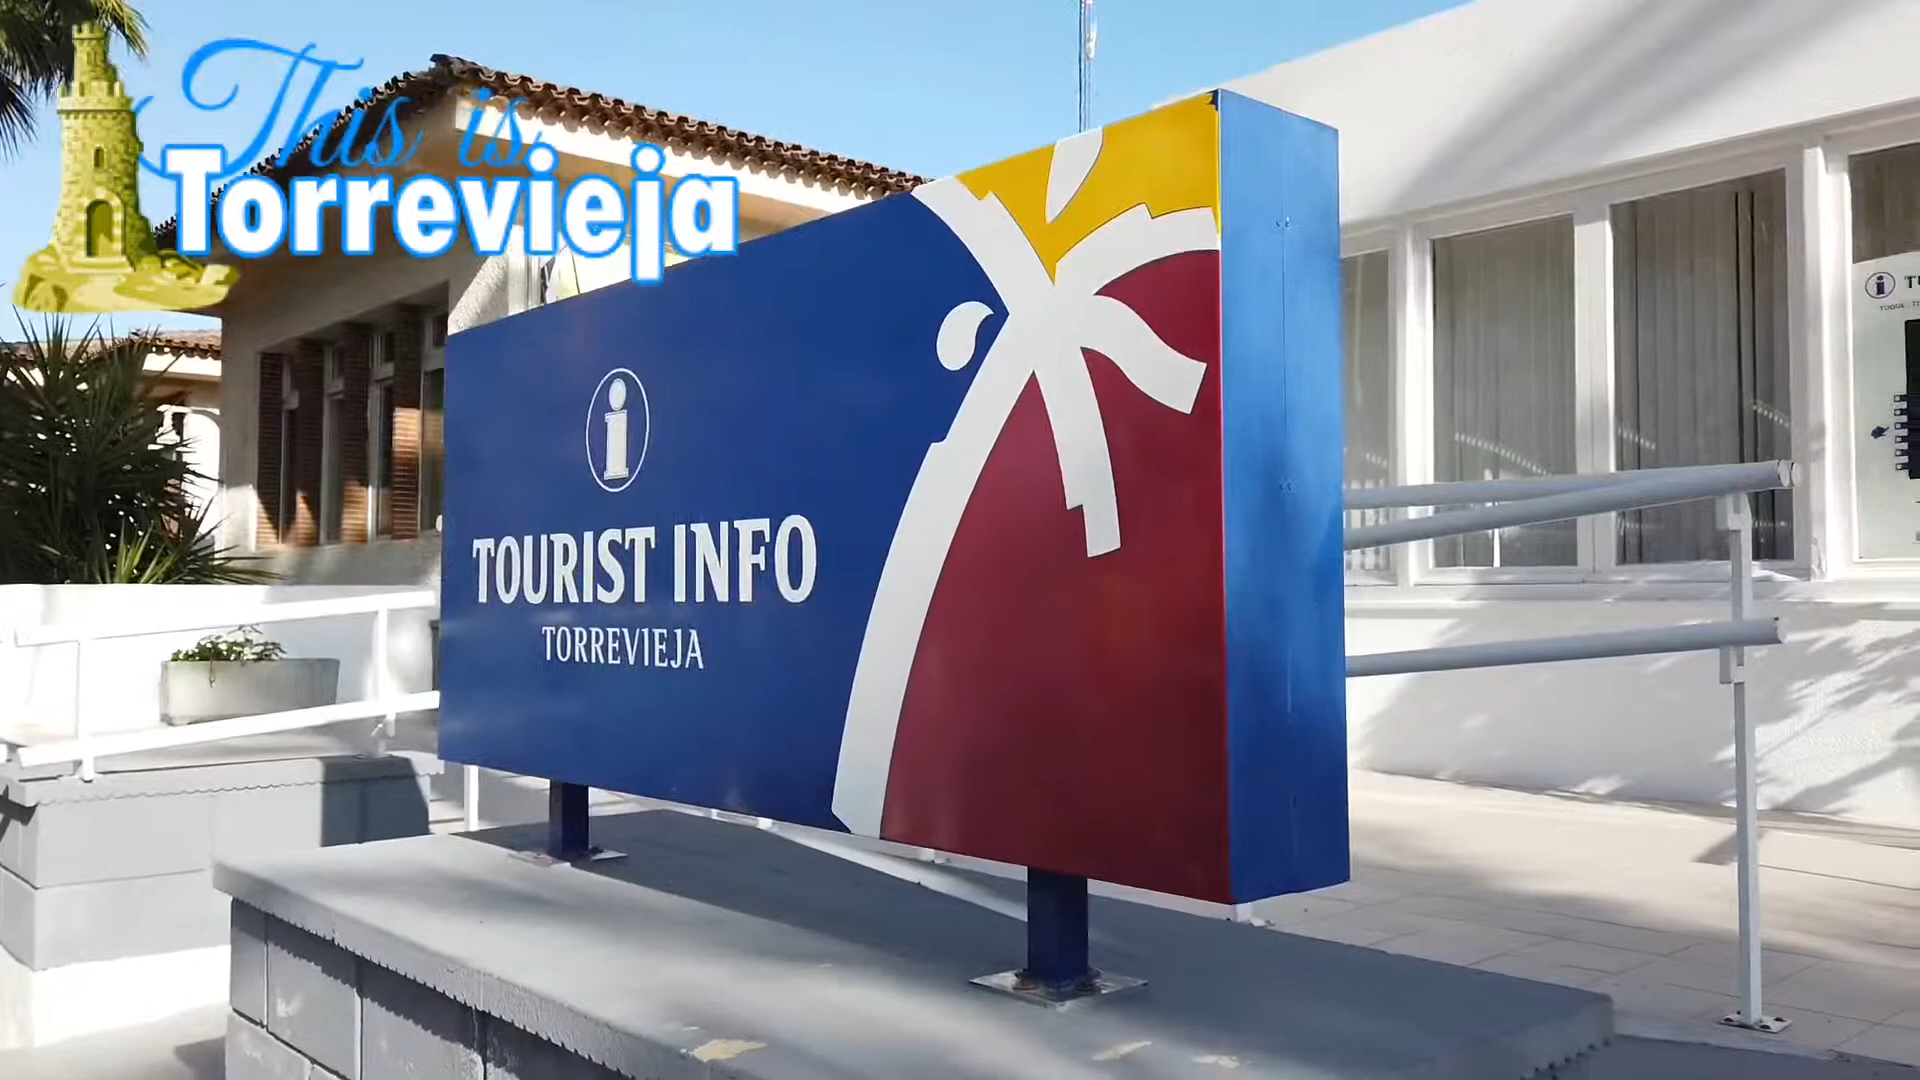 This is
Torrevieja
i
TOURIST INFO
TORREVIEJA
i